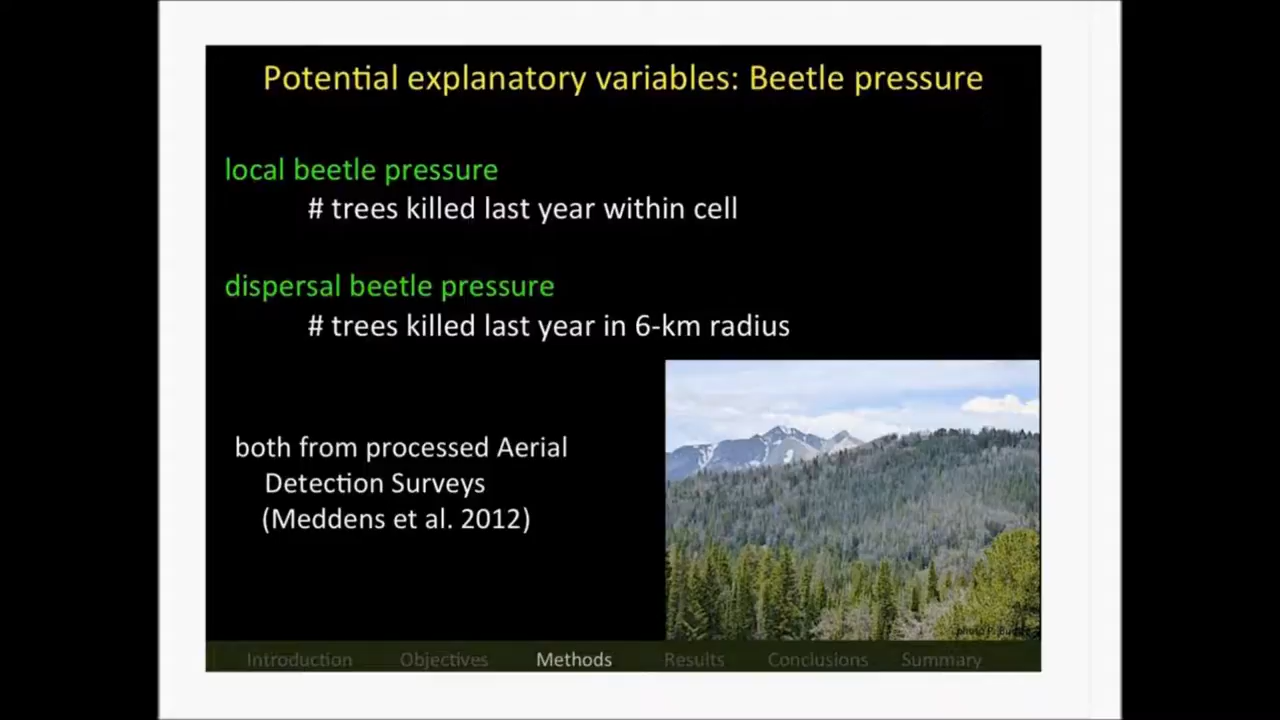 Potential explanatory variables: Beetle pressure
local beetle pressure
# trees killed last year within cell
dispersal beetle pressure
# trees killed last year in 6-km radius
both from processed Aerial
Detection Surveys
(Meddens et al. 2012)
photo
Introduction Objectives Methods Results Conclusions Summary